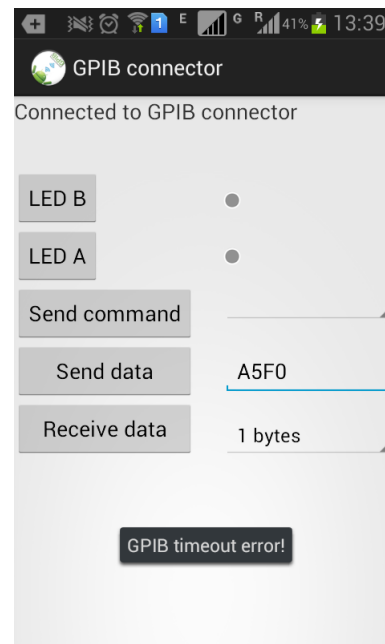 1 E G R 41% 13:39
GPIB connector
Connected to GPIB connector
LED B
LED A
Send command
Send data A5F0
Receive data 1 bytes
GPIB timeout error!